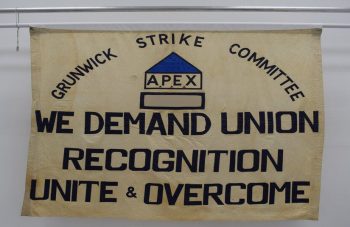 GRUNWICK STRIKE COMMITTEE
APEX
WE DEMAND UNION
RECOGNITION
UNITE & OVERCOME